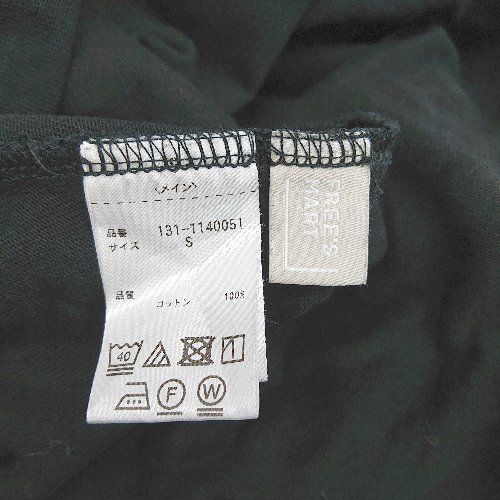 〈メイン〉
品番 131-1140051
サイズ S
品質 コットン 100%
40
F W
FREE'S
MART